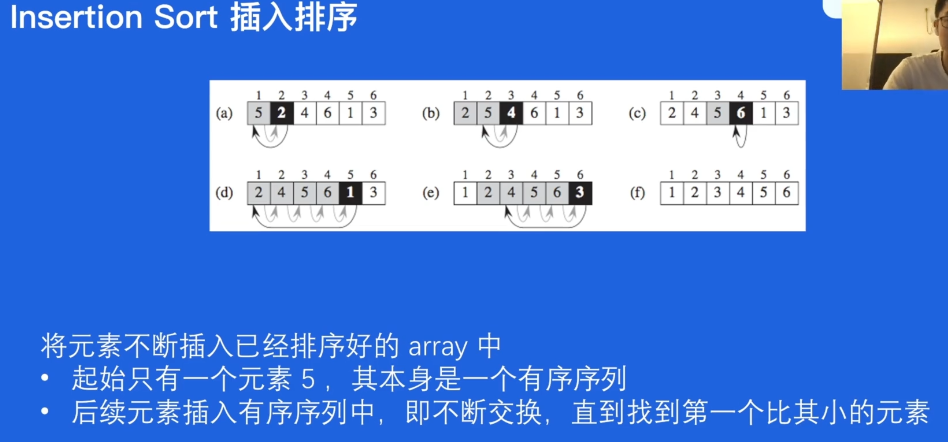 Insertion Sort 插入排序
1 2 3 4 5 6 1 2 3 4 5 6 1 2 3 4 5 6
(a) 5 2 4 6 1 3 (b) 2 5 4 6 1 3 (c) 2 4 5 6 1 3
1 2 3 4 5 6 1 2 3 4 5 6 1 2 3 4 5 6
(d) 2 4 5 6 1 3 (e) 1 2 4 5 6 3 (f) 1 2 3 4 5 6
将元素不断插入已经排序好的 array 中
• 起始只有一个元素 5 ，其本身是一个有序序列
• 后续元素插入有序序列中，即不断交换，直到找到第一个比其小的元素